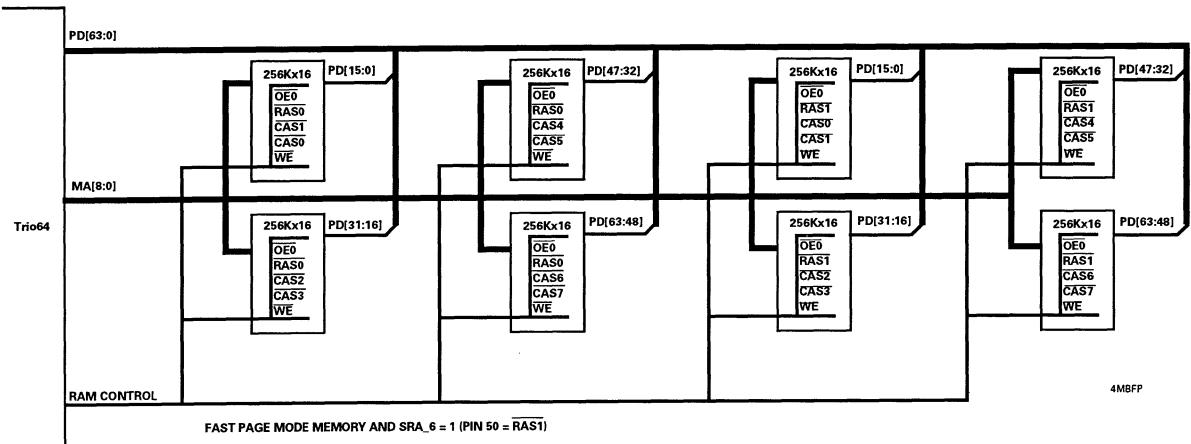 PD[63:0]
256Kx16
PD[15:0]
OE0
RAS0
CAS1
CAS0
WE
256Kx16
PD[47:32]
OE0
RAS0
CAS4
CAS5
WE
256Kx16
PD[15:0]
OE0
RAS1
CAS0
CAS1
WE
256Kx16
PD[47:32]
OE0
RAS1
CAS4
CAS5
WE
MA[8:0]
Trio64
256Kx16
PD[31:16]
OE0
RAS0
CAS2
CAS3
WE
256Kx16
PD[63:48]
OE0
RAS0
CAS6
CAS7
WE
256Kx16
PD[31:16]
OE0
RAS1
CAS2
CAS3
WE
256Kx16
PD[63:48]
OE0
RAS1
CAS6
CAS7
WE
RAM CONTROL
4MBFP
FAST PAGE MODE MEMORY AND SRA_6 = 1 (PIN 50 = RAS1)